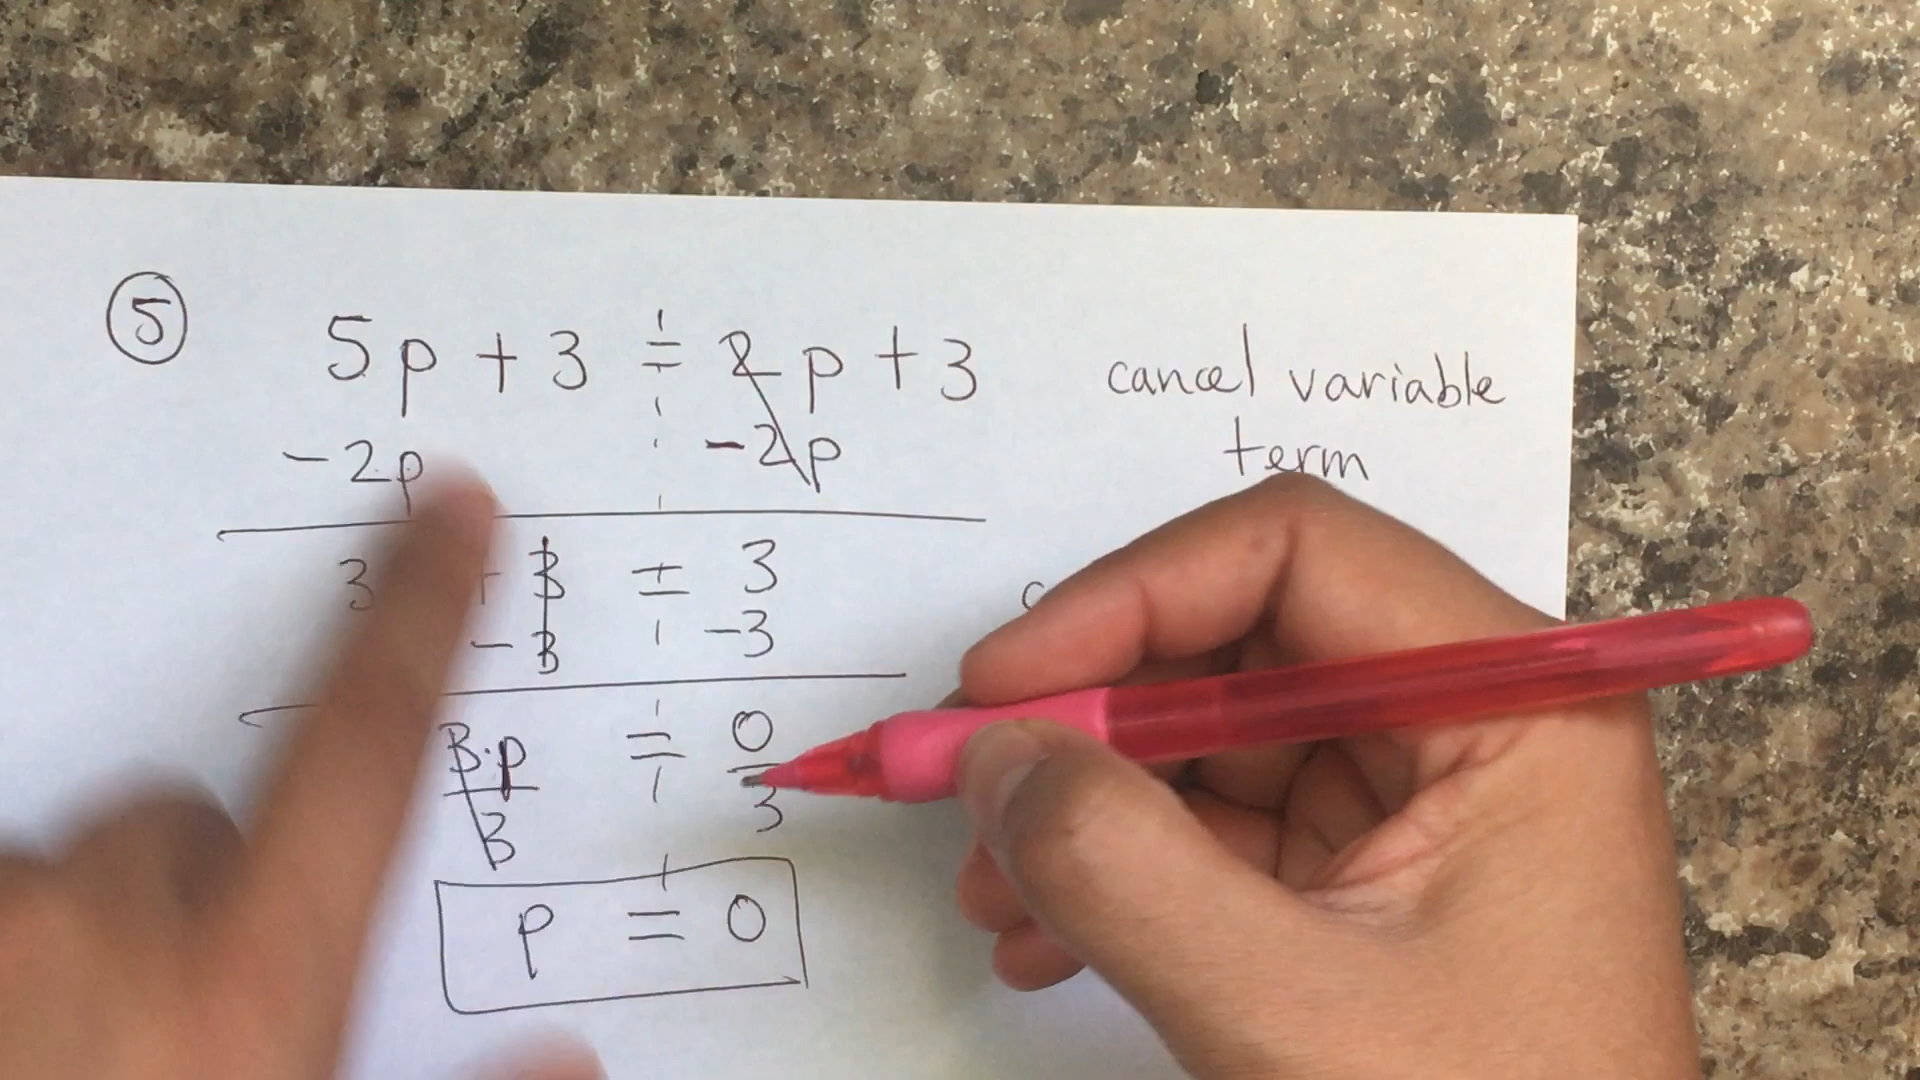 5
5p + 3 = 2p + 3 cancel variable
-2p -2p term
3 + 3 = 3
- 3 -3
3·p = 0
3 3
p = 0